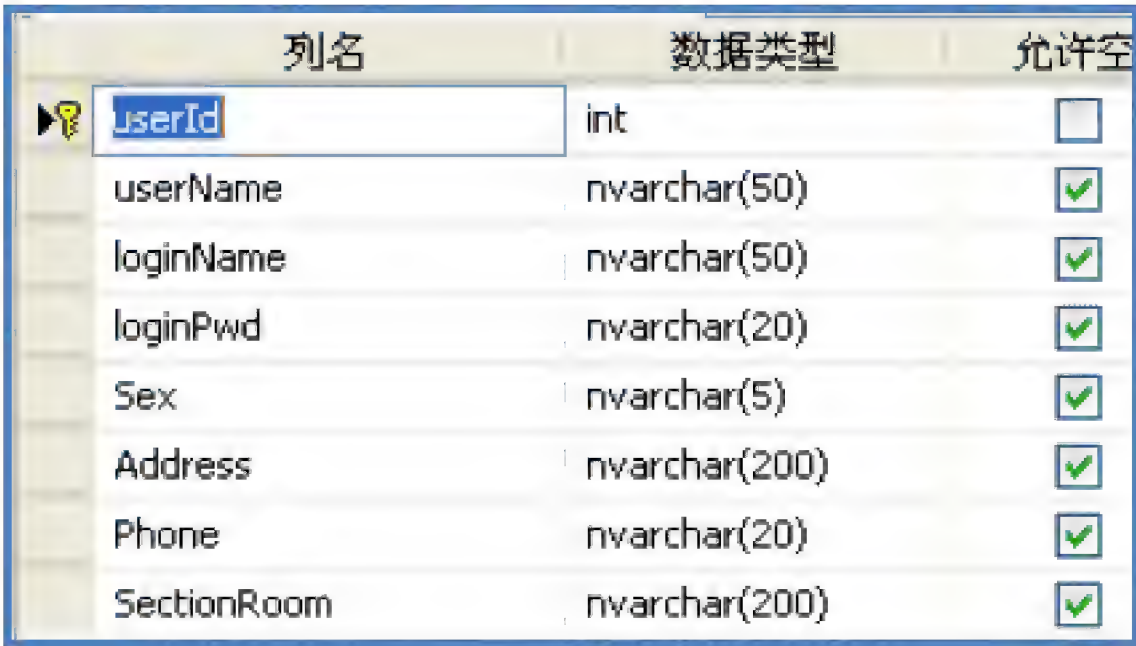 列名 数据类型 允许空
userId int
userName nvarchar(50)
loginName nvarchar(50)
loginPwd nvarchar(20)
Sex nvarchar(5)
Address nvarchar(200)
Phone nvarchar(20)
SectionRoom nvarchar(200)